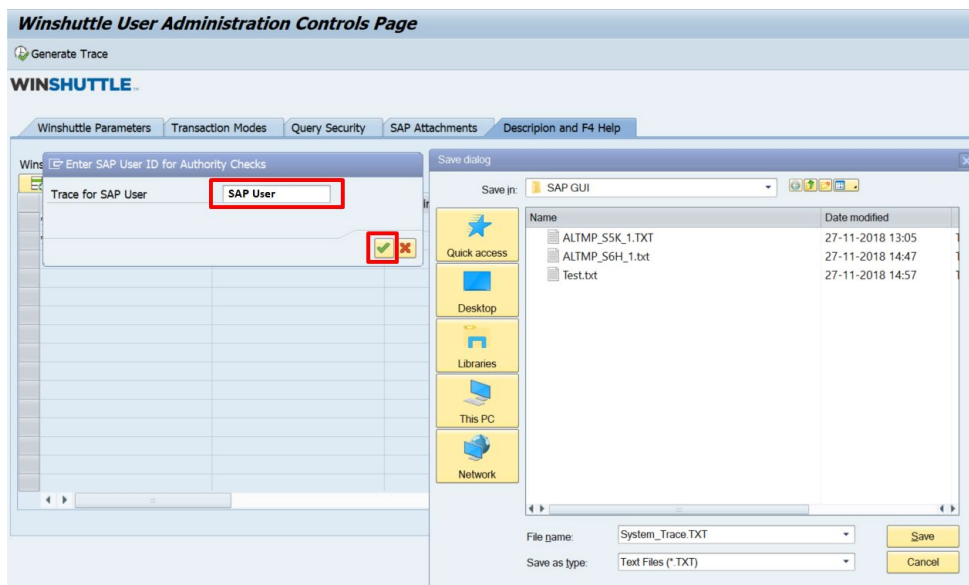 Winshuttle User Administration Controls Page
Generate Trace
WINSHUTTLE
Winshuttle Parameters
Transaction Modes
Query Security
SAP Attachments
Descripion and F4 Help
Wins
Enter SAP User ID for Authority Checks
Trace for SAP User
SAP User
Save dialog
Save in:
SAP GUI
Name
Date modified
ALTMP_S5K_1.TXT
27-11-2018 13:05
ALTMP_S6H_1.txt
27-11-2018 14:47
Test.txt
27-11-2018 14:57
Quick access
Desktop
Libraries
This PC
Network
File name:
System_Trace.TXT
Save
Save as type:
Text Files (*.TXT)
Cancel